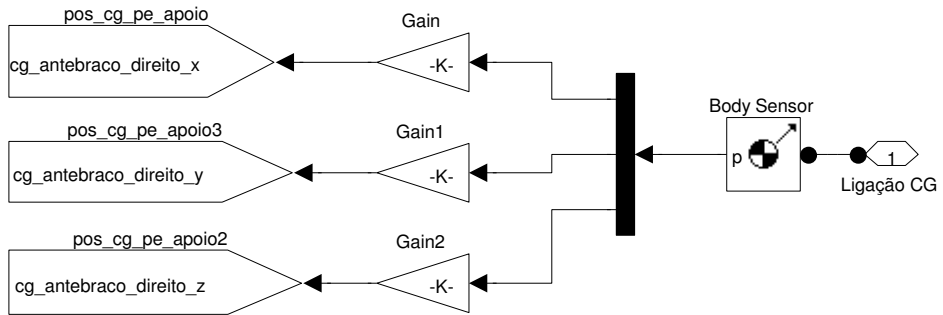 pos_cg_pe_apoio
Gain
cg_antebraco_direito_x
-K-
pos_cg_pe_apoio3
Gain1
cg_antebraco_direito_y
-K-
Body Sensor
p
1
Ligação CG
pos_cg_pe_apoio2
Gain2
cg_antebraco_direito_z
-K-